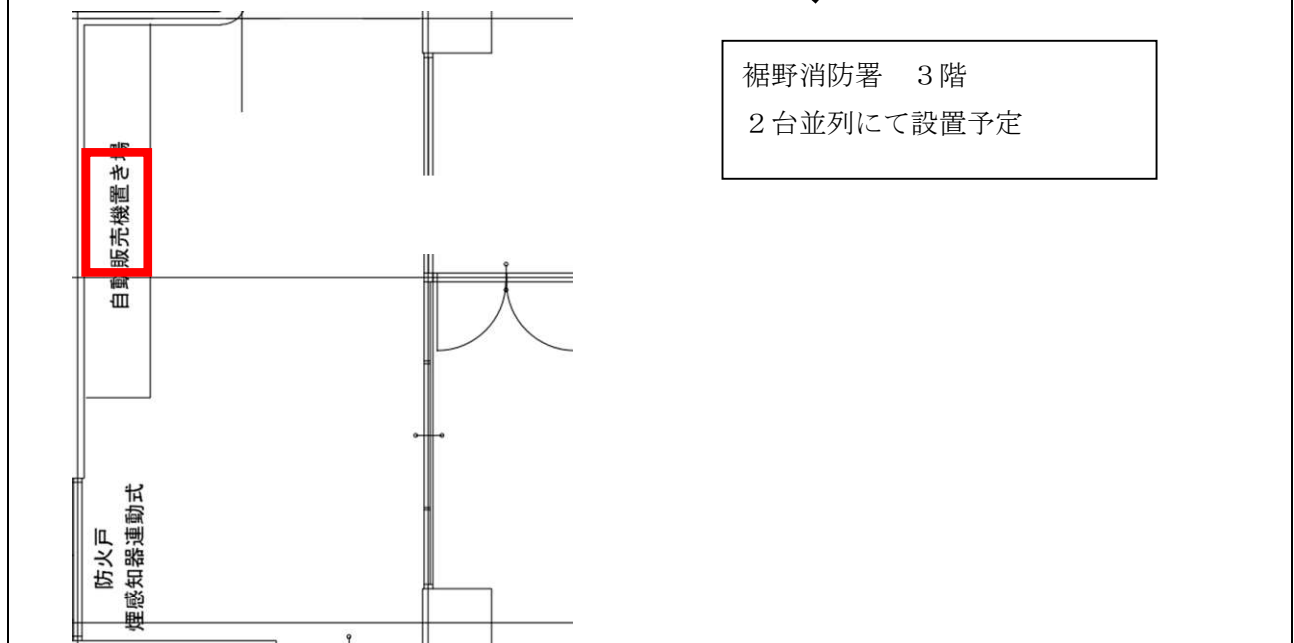 裾野消防署　３階
２台並列にて設置予定
自動販売機置き場
防火戸
煙感知器連動式